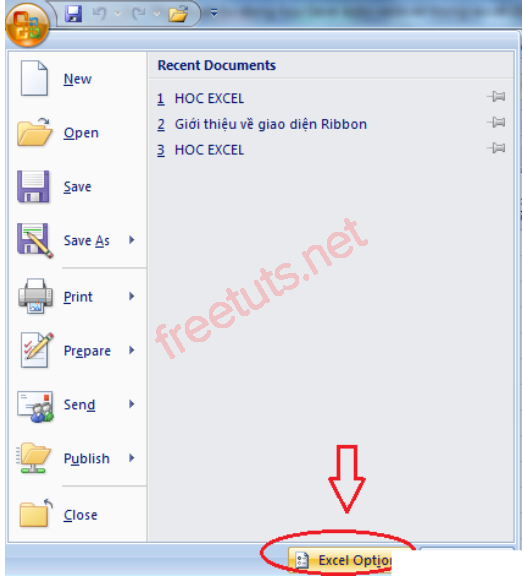 Recent Documents
New
1 HOC EXCEL
2 Giới thiệu về giao diện Ribbon
3 HOC EXCEL
Open
Save
Save As
Print
Prepare
Send
Publish
Close
freetuts.net
Excel Optio